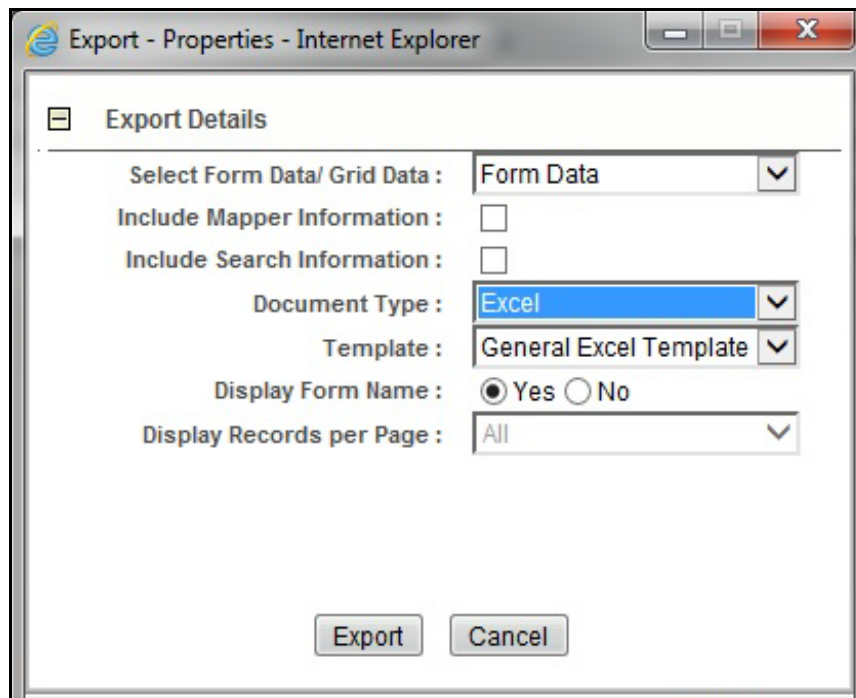 Export - Properties - Internet Explorer
Export Details
Select Form Data/ Grid Data : Form Data
Include Mapper Information :
Include Search Information :
Document Type : Excel
Template : General Excel Template
Display Form Name : Yes No
Display Records per Page : All
Export Cancel